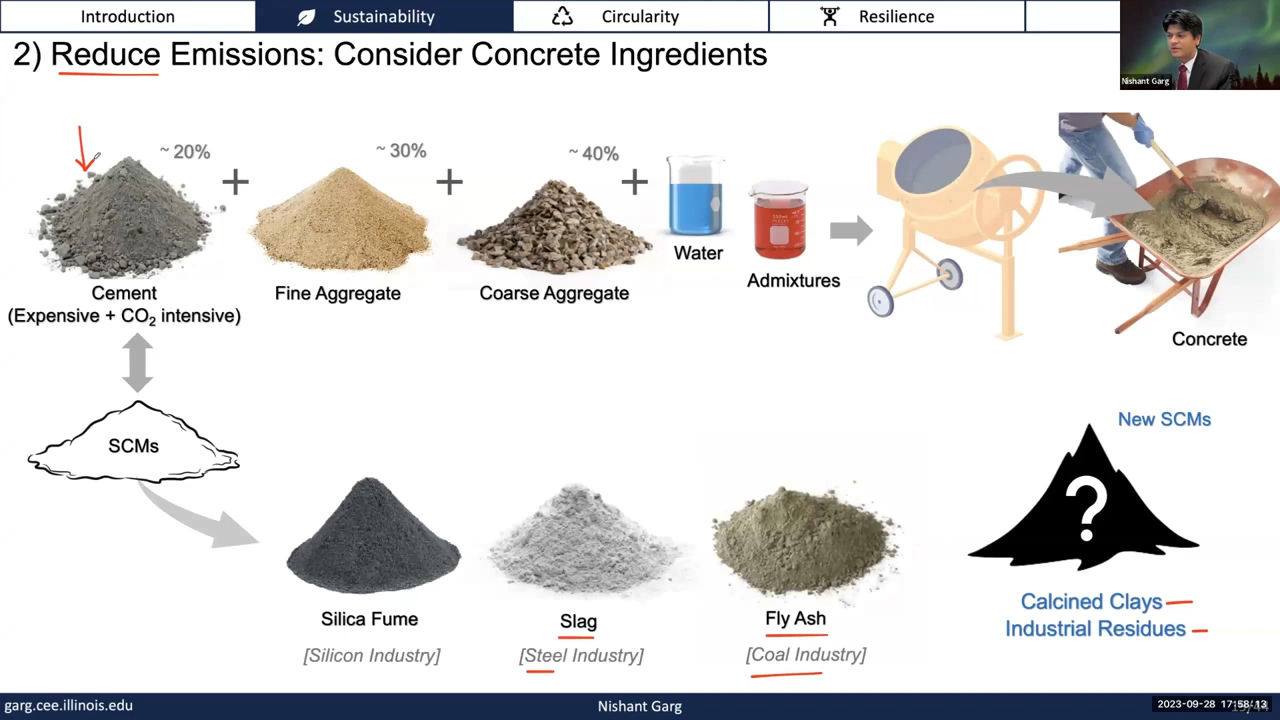 Introduction
Sustainability
Circularity
Resilience
2) Reduce Emissions: Consider Concrete Ingredients
Nishant Garg
~ 20%
+
~ 30%
+
~ 40%
+
Cement
(Expensive + CO₂ intensive)
Fine Aggregate
Coarse Aggregate
Water
Admixtures
Concrete
SCMs
New SCMs
?
Silica Fume
[Silicon Industry]
Slag
[Steel Industry]
Fly Ash
[Coal Industry]
Calcined Clays
Industrial Residues
garg.cee.illinois.edu
Nishant Garg
2023-09-28 17:58:13